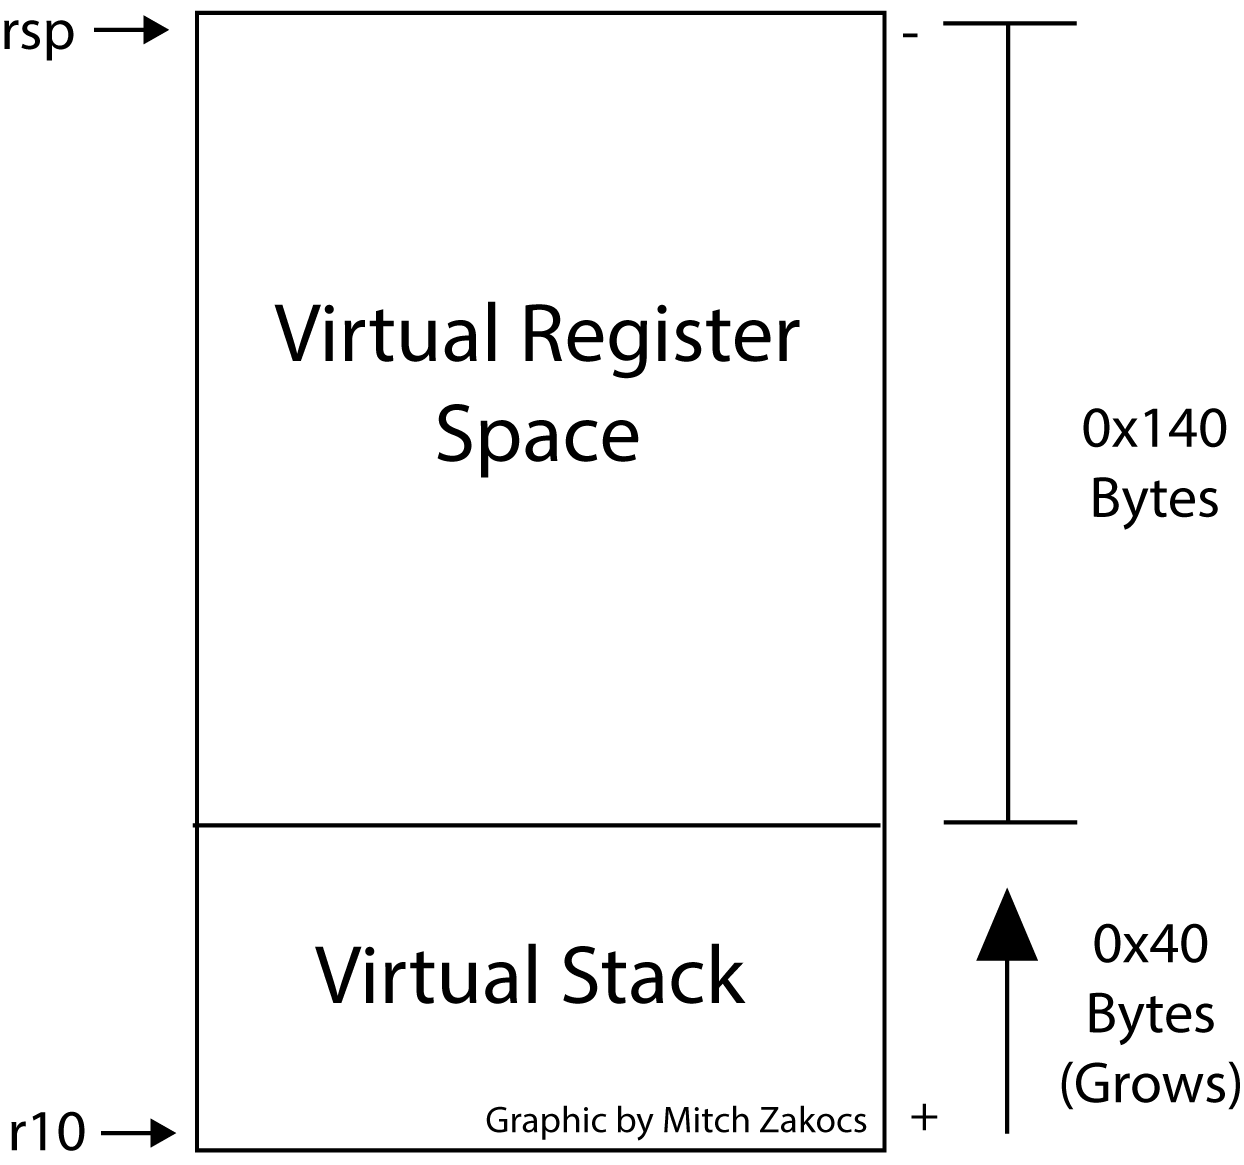 rsp
-
Virtual Register
Space
0x140
Bytes
Virtual Stack
0x40
Bytes
(Grows)
r10
Graphic by Mitch Zakocs
+